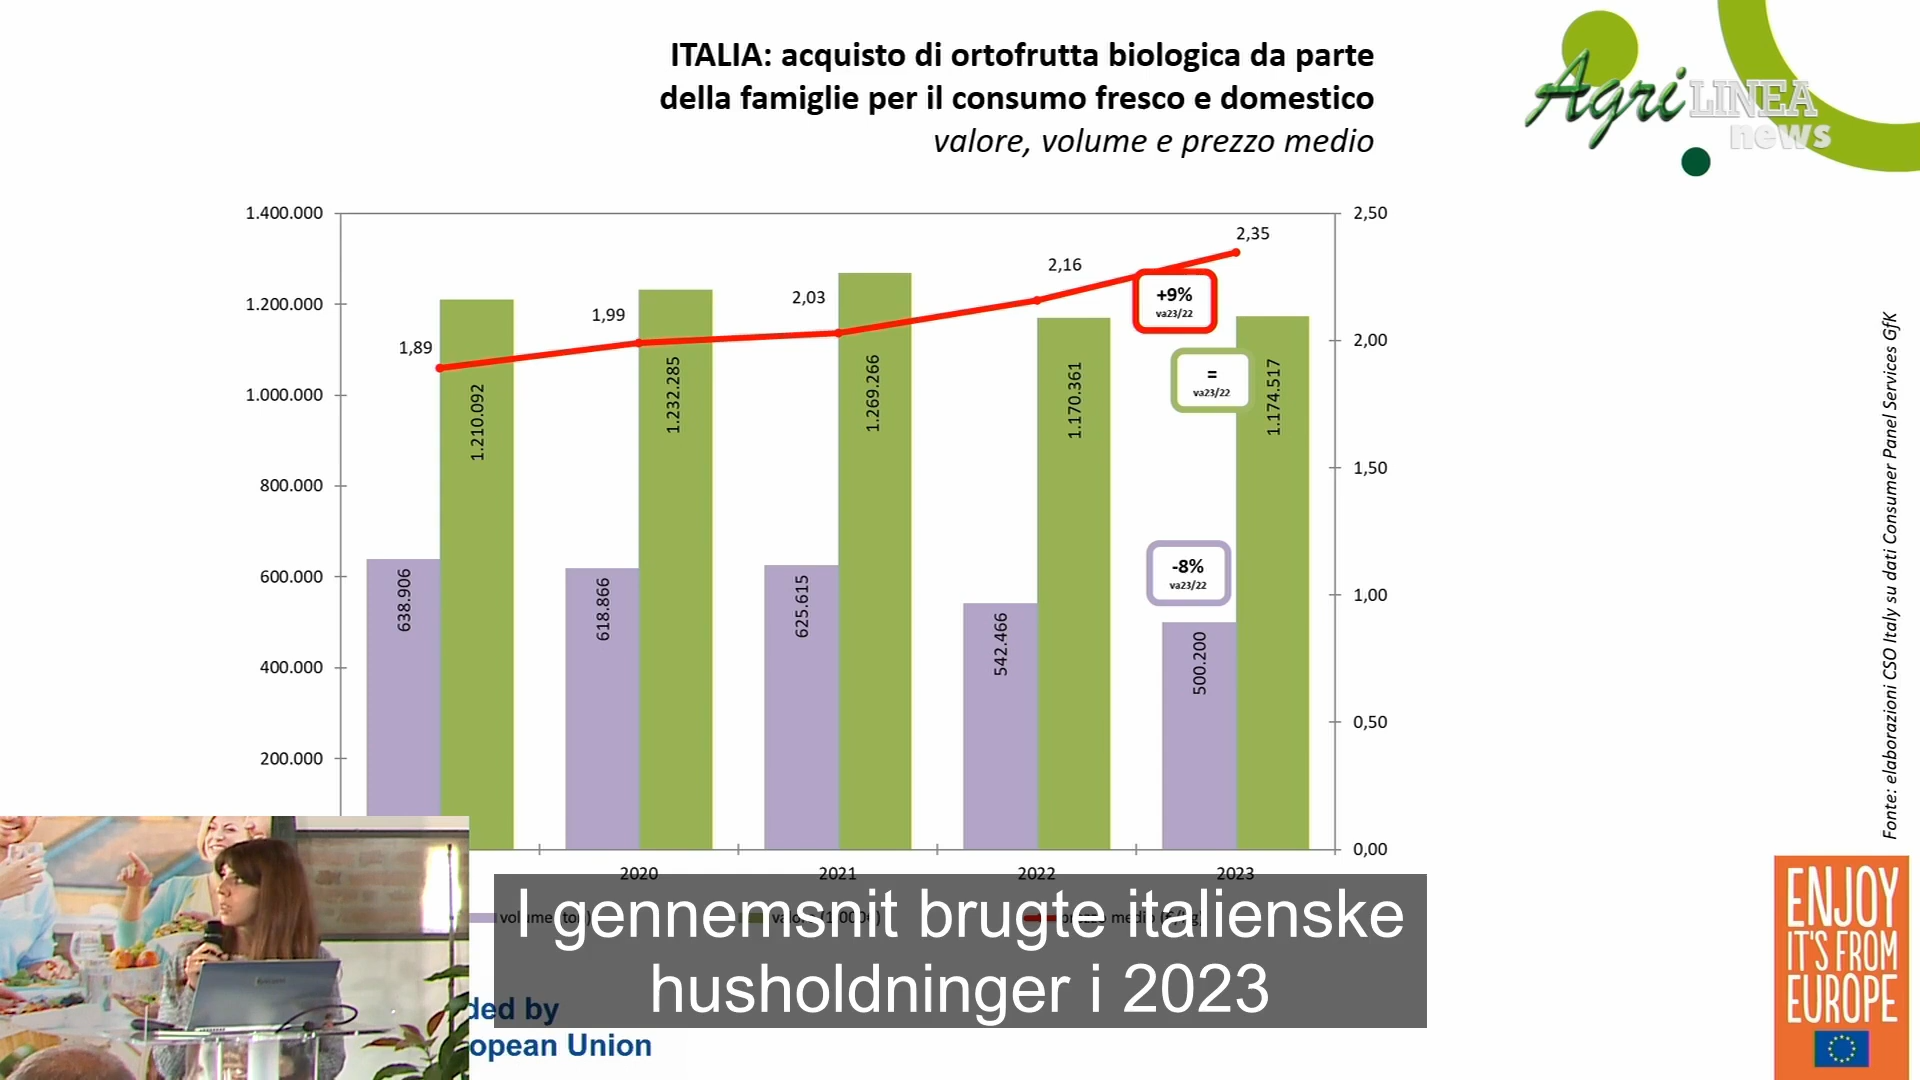 ITALIA: acquisto di ortofrutta biologica da parte
della famiglie per il consumo fresco e domestico
valore, volume e prezzo medio
Agri LINEA
news
1.400.000
1.200.000
1.000.000
800.000
600.000
400.000
200.000
2,50
2,00
1,50
1,00
0,50
0,00
1,89
1,99
2,03
2,16
2,35
+9%
va23/22
=
va23/22
-8%
va23/22
638.906
1.210.092
618.866
1.232.285
625.615
1.269.266
542.466
1.170.361
500.200
1.174.517
2020
2021
2022
2023
Fonte: elaborazioni CSO Italy su dati Consumer Panel Services GfK
I gennemsnit brugte italienske
husholdninger i 2023
ded by
opean Union
ENJOY
IT'S FROM
EUROPE